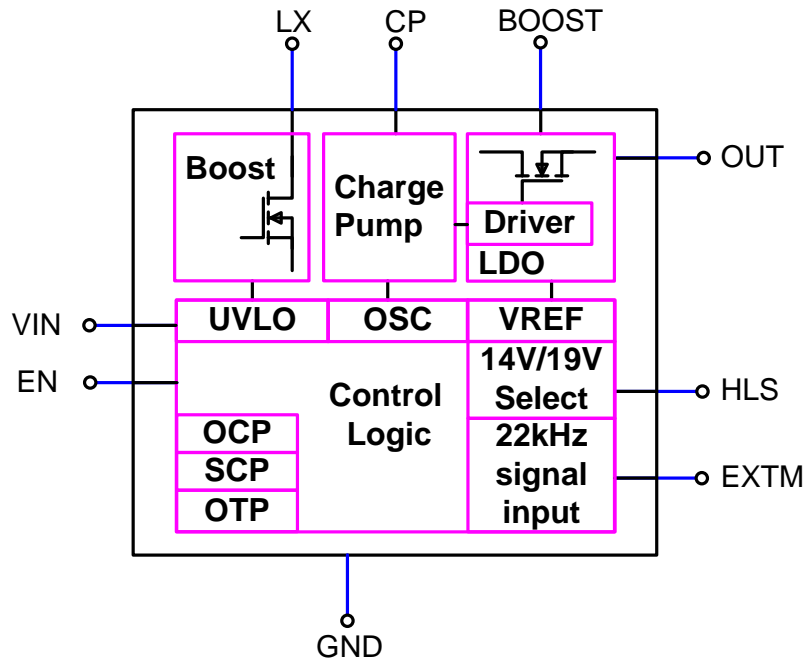 LX
CP
BOOST
Boost
Charge
Pump
Driver
LDO
OUT
VIN
UVLO
OSC
VREF
EN
Control
Logic
14V/19V
Select
HLS
OCP
SCP
OTP
22kHz
signal
input
EXTM
GND